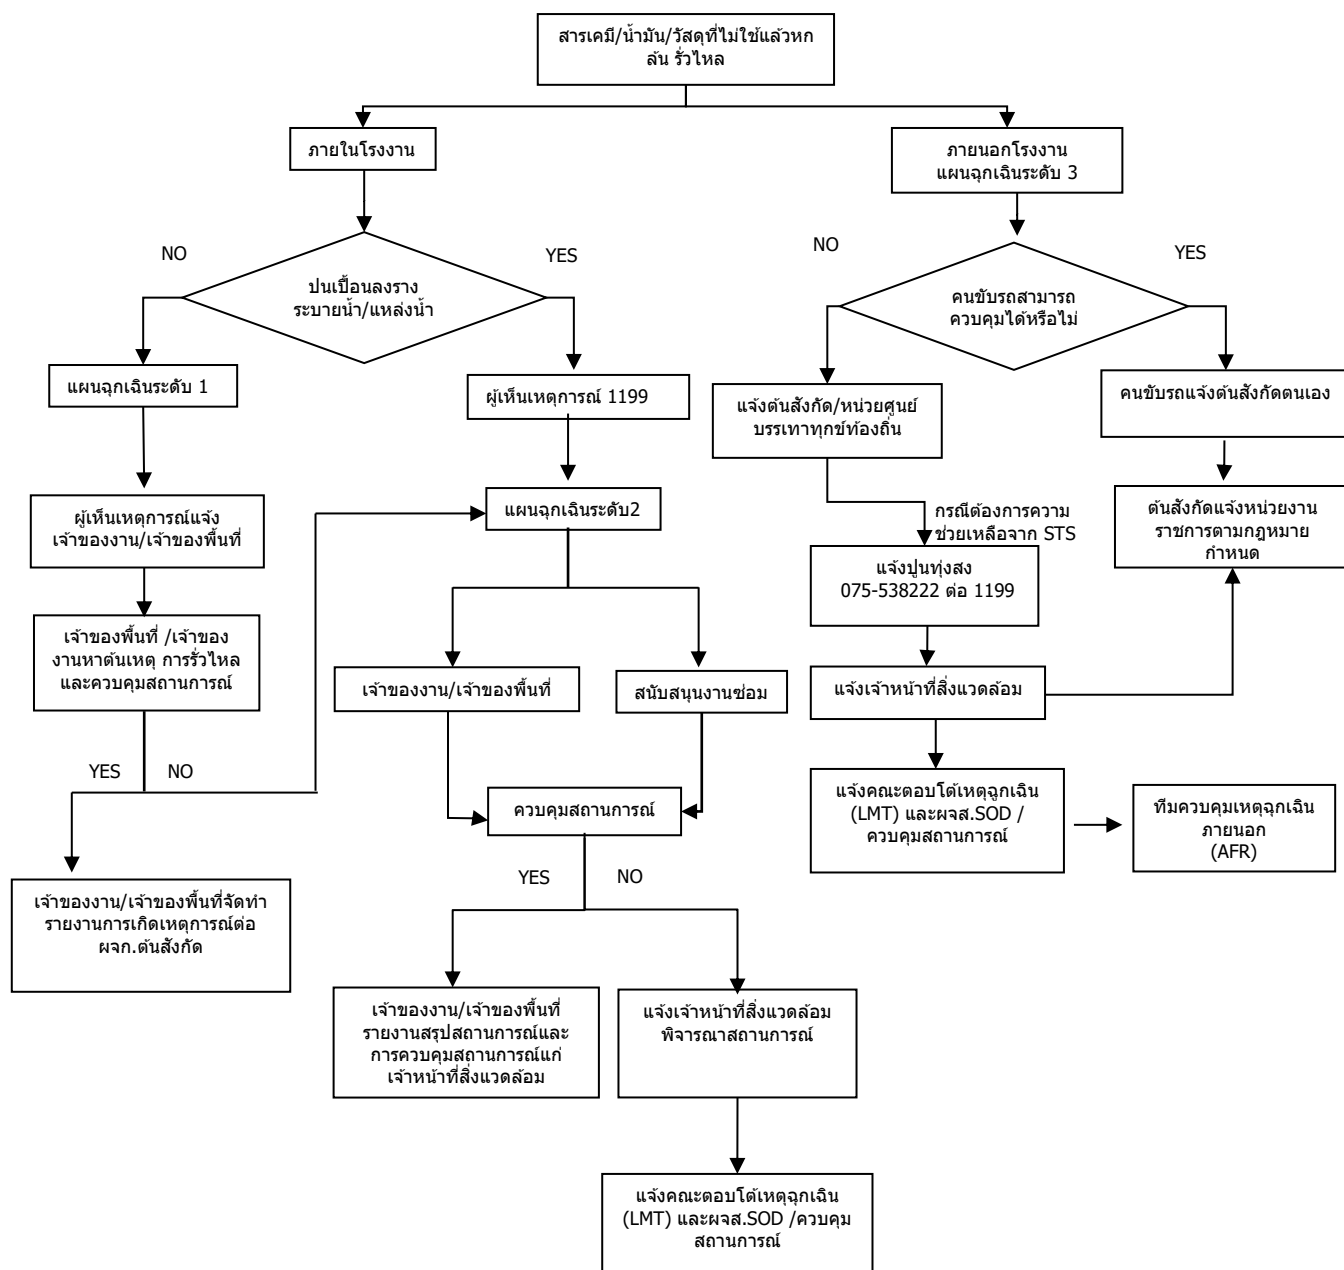 สารเคมี/น้ำมัน/วัสดุที่ไม่ใช้แล้วหก
ล้น รั่วไหล
ภายในโรงงาน
ภายนอกโรงงาน
แผนฉุกเฉินระดับ 3
NO
YES
ปนเปื้อนลงราง
ระบายน้ำ/แหล่งน้ำ
NO
YES
คนขับรถสามารถ
ควบคุมได้หรือไม่
แผนฉุกเฉินระดับ 1
ผู้เห็นเหตุการณ์ 1199
แจ้งต้นสังกัด/หน่วยศูนย์
บรรเทาทุกข์ท้องถิ่น
คนขับรถแจ้งต้นสังกัดตนเอง
ผู้เห็นเหตุการณ์แจ้ง
เจ้าของงาน/เจ้าของพื้นที่
แผนฉุกเฉินระดับ2
กรณีต้องการความ
ช่วยเหลือจาก STS
ต้นสังกัดแจ้งหน่วยงาน
ราชการตามกฎหมาย
กำหนด
แจ้งปูนทุ่งสง
075-538222 ต่อ 1199
เจ้าของพื้นที่ /เจ้าของ
งานหาต้นเหตุ การรั่วไหล
และควบคุมสถานการณ์
เจ้าของงาน/เจ้าของพื้นที่
สนับสนุนงานซ่อม
แจ้งเจ้าหน้าที่สิ่งแวดล้อม
YES
NO
ควบคุมสถานการณ์
แจ้งคณะตอบโต้เหตุฉูกเฉิน
(LMT) และผจส.SOD /
ควบคุมสถานการณ์
ทีมควบคุมเหตุฉุกเฉิน
ภายนอก
(AFR)
YES
NO
เจ้าของงาน/เจ้าของพื้นที่จัดทำ
รายงานการเกิดเหตุการณ์ต่อ
ผจก.ต้นสังกัด
เจ้าของงาน/เจ้าของพื้นที่
รายงานสรุปสถานการณ์และ
การควบคุมสถานการณ์แก่
เจ้าหน้าที่สิ่งแวดล้อม
แจ้งเจ้าหน้าที่สิ่งแวดล้อม
พิจารณาสถานการณ์
แจ้งคณะตอบโต้เหตุฉุกเฉิน
(LMT) และผจส.SOD /ควบคุม
สถานการณ์